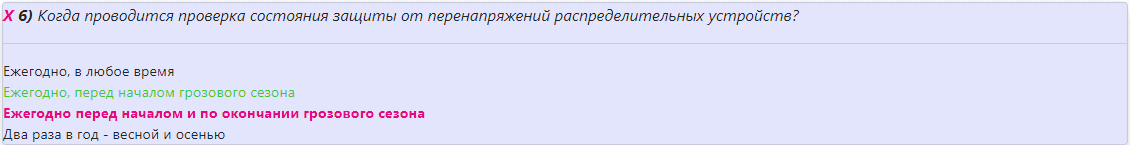 X 6) Когда проводится проверка состояния защиты от перенапряжений распределительных устройств?
Ежегодно, в любое время
Ежегодно, перед началом грозового сезона
Ежегодно перед началом и по окончании грозового сезона
Два раза в год - весной и осенью